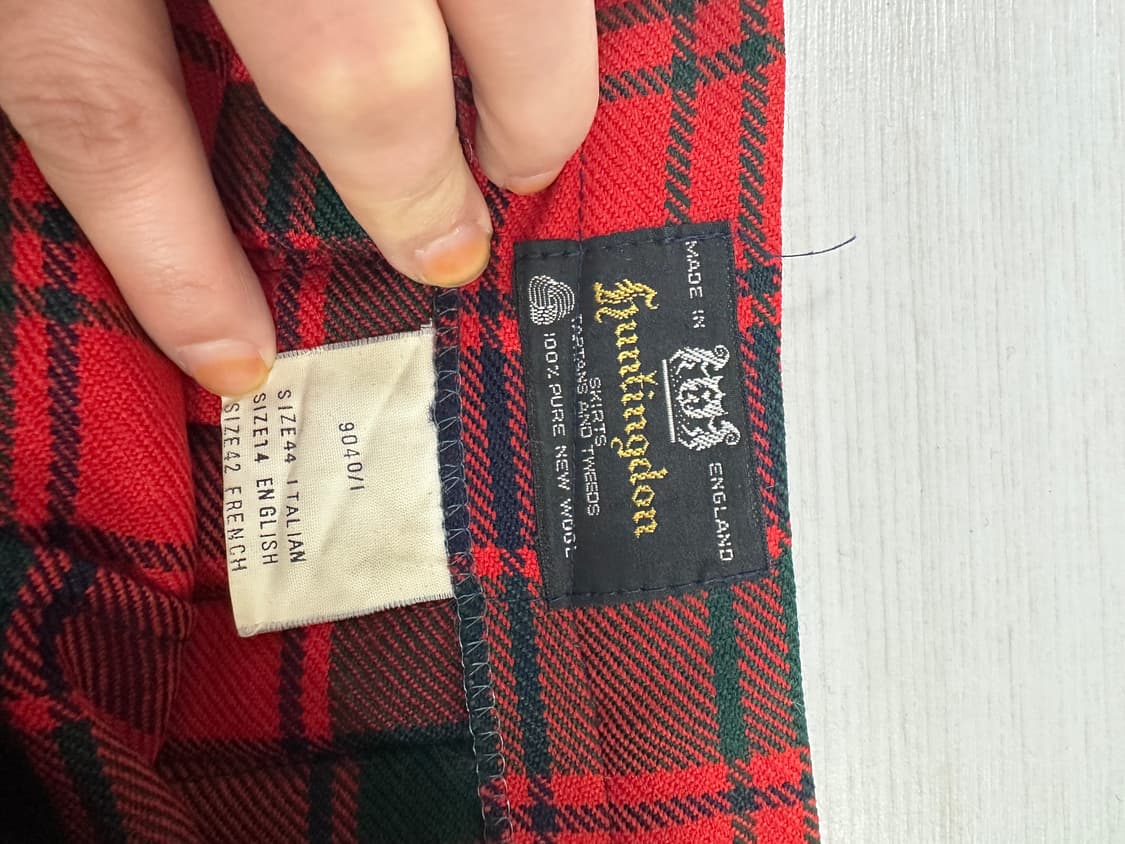 MADE IN ENGLAND
Huntingdon
SKIRTS
TARTANS AND TWEEDS
100% PURE NEW WOOL
9040/1
SIZE44 ITALIAN
SIZE14 ENGLISH
SIZE42 FRENCH